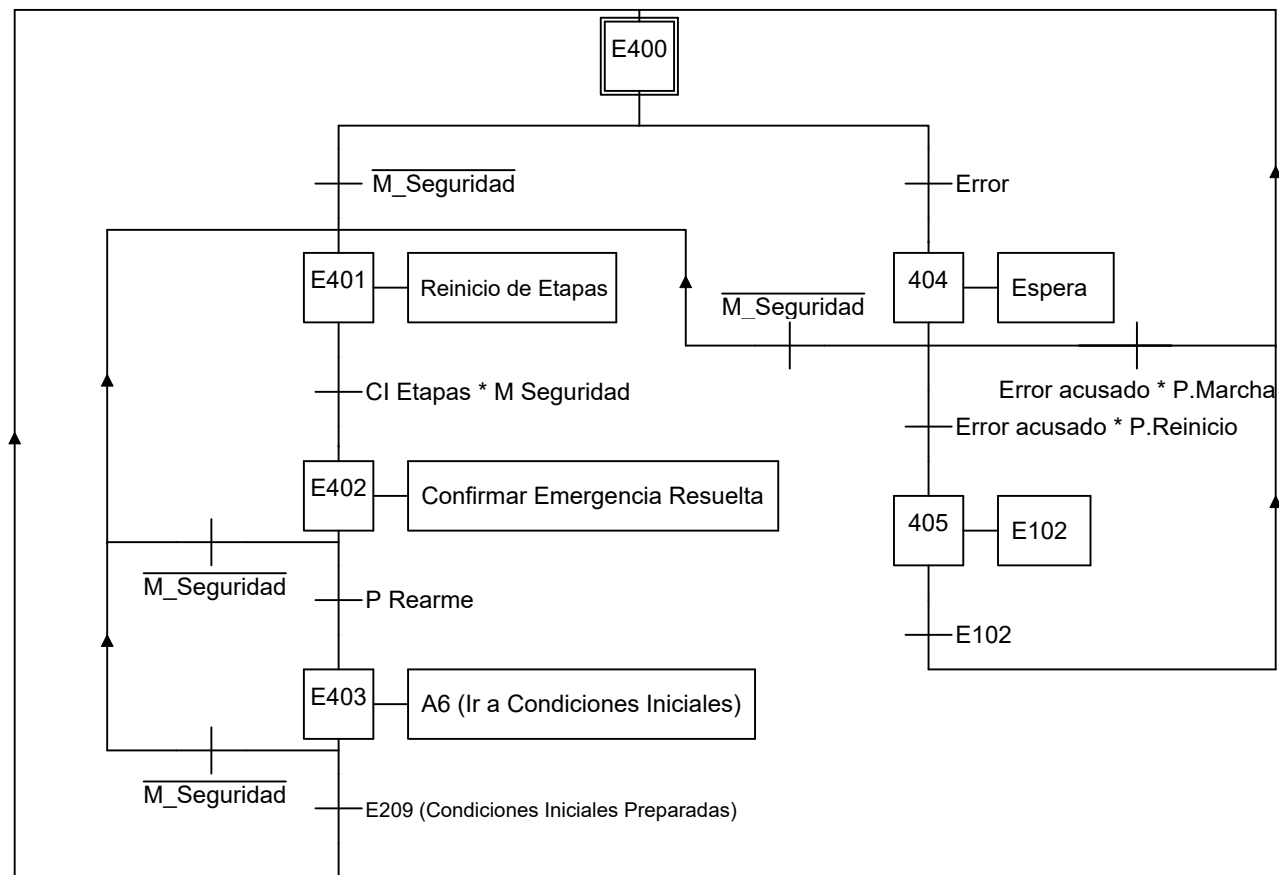 E400
M_Seguridad
Error
E401
Reinicio de Etapas
404
Espera
M_Seguridad
CI Etapas * M Seguridad
Error acusado * P.Marcha
Error acusado * P.Reinicio
E402
Confirmar Emergencia Resuelta
405
E102
M_Seguridad
P Rearme
E102
E403
A6 (Ir a Condiciones Iniciales)
M_Seguridad
E209 (Condiciones Iniciales Preparadas)